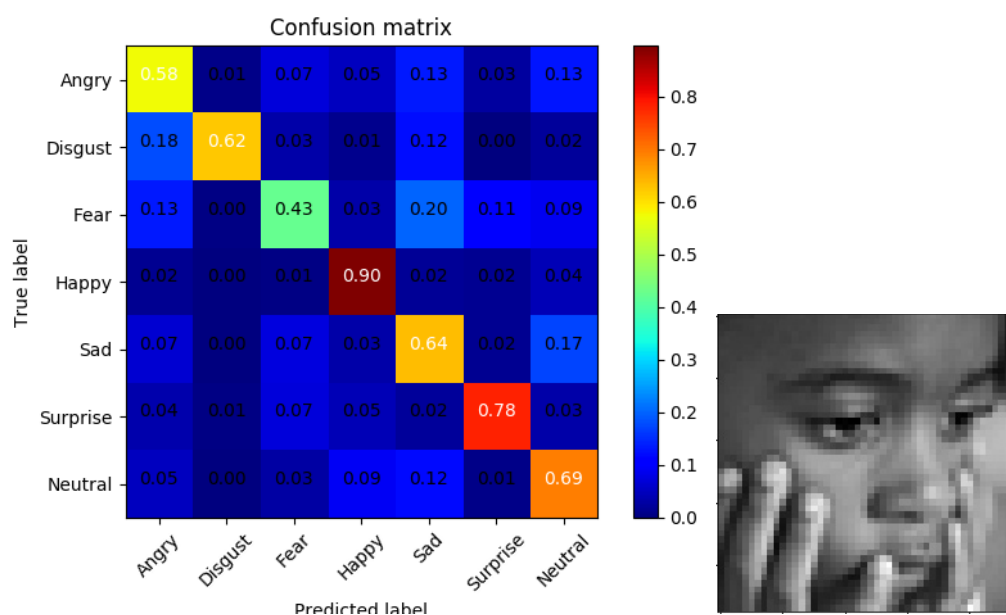 Confusion matrix
Angry 0.58 0.01 0.07 0.05 0.13 0.03 0.13
Disgust 0.18 0.62 0.03 0.01 0.12 0.00 0.02
Fear 0.13 0.00 0.43 0.03 0.20 0.11 0.09
Happy 0.02 0.00 0.01 0.90 0.02 0.02 0.04
Sad 0.07 0.00 0.07 0.03 0.64 0.02 0.17
Surprise 0.04 0.01 0.07 0.05 0.02 0.78 0.03
Neutral 0.05 0.00 0.03 0.09 0.12 0.01 0.69
True label
Angry Disgust Fear Happy Sad Surprise Neutral
Predicted label
0.8
0.7
0.6
0.5
0.4
0.3
0.2
0.1
0.0